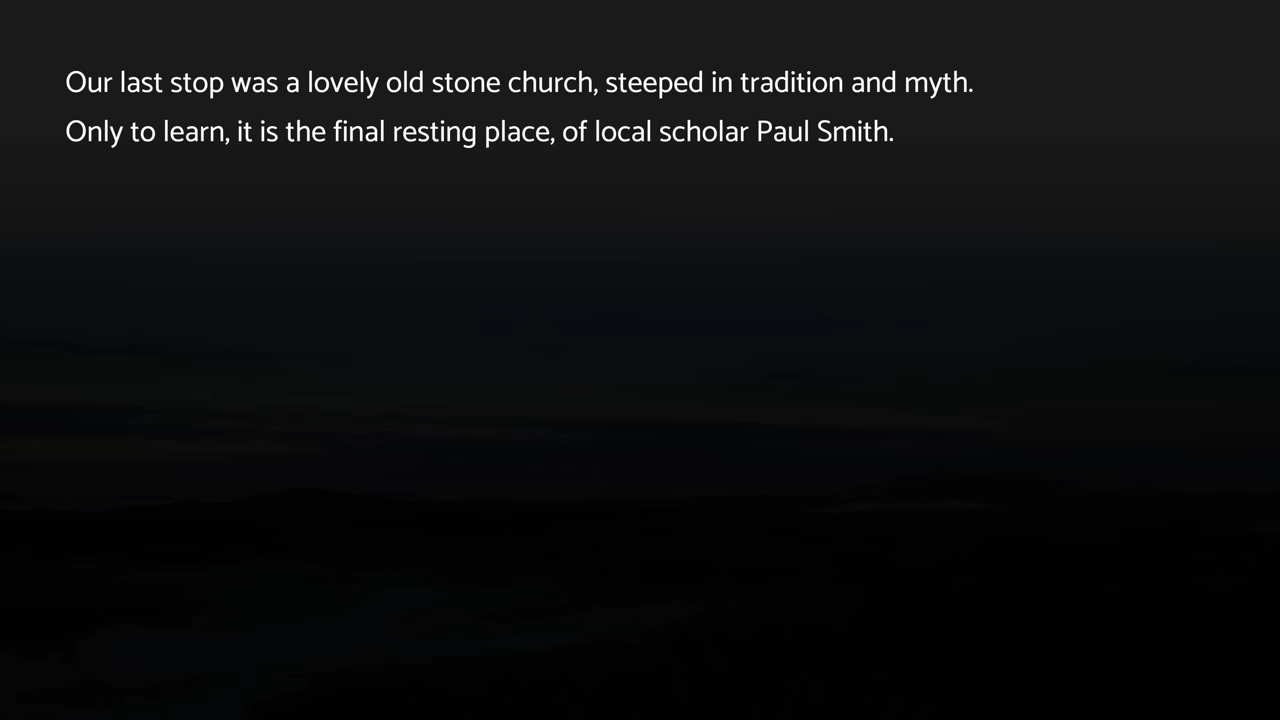 Our last stop was a lovely old stone church, steeped in tradition and myth.
Only to learn, it is the final resting place, of local scholar Paul Smith.